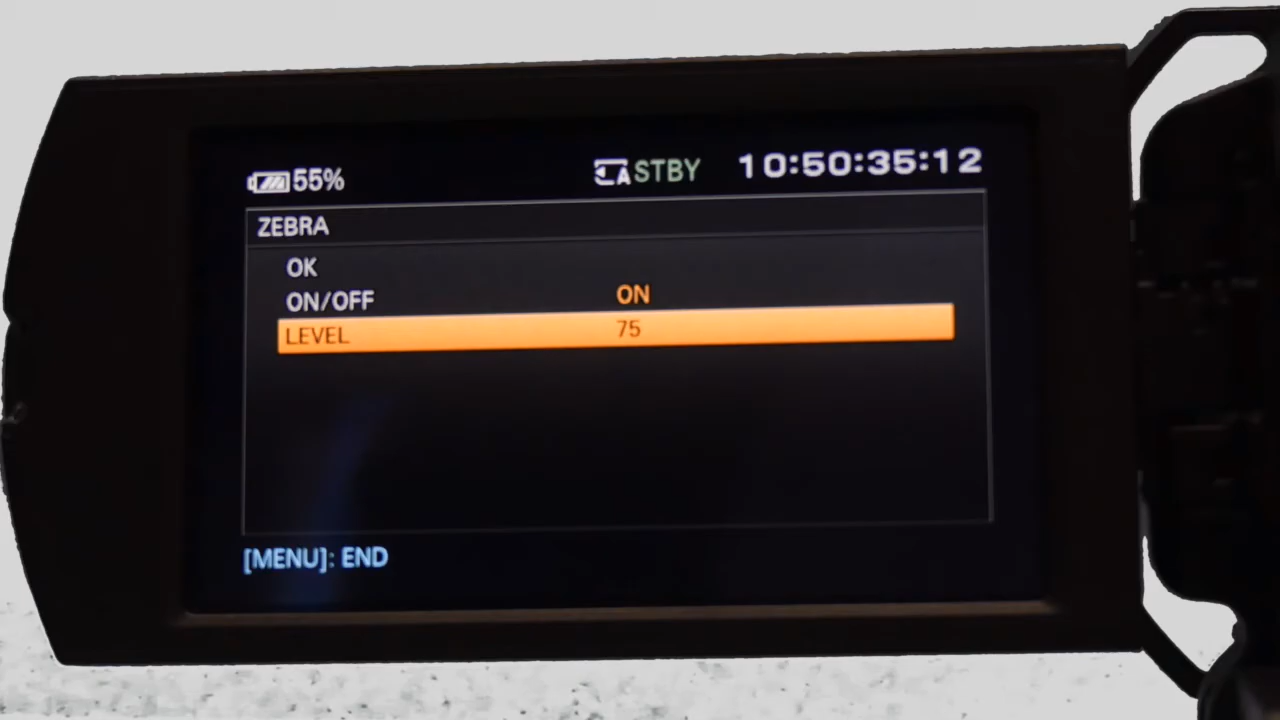 55% A STBY 10:50:35:12
ZEBRA
OK
ON/OFF ON
LEVEL 75
[MENU]: END